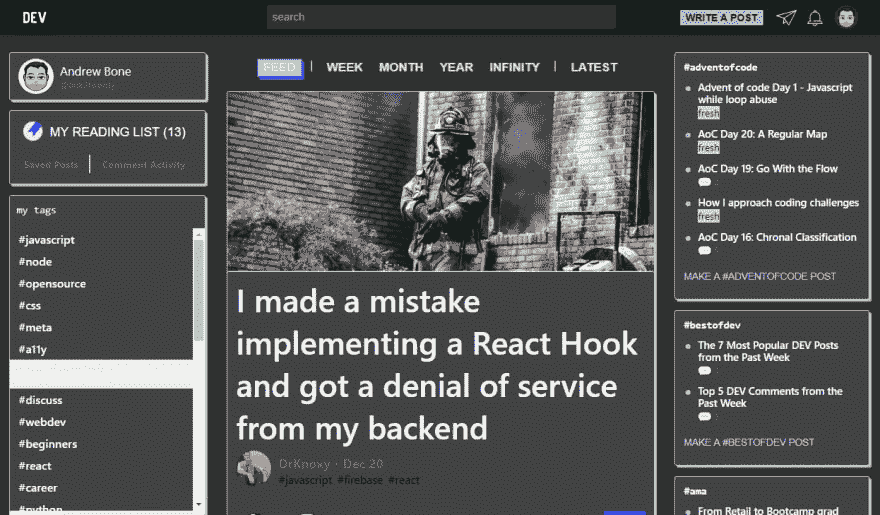 DEV
search
WRITE A POST
Andrew Bone
MY READING LIST (13)
Saved Posts
Comment Activity
my tags
#javascript
#node
#opensource
#css
#meta
#a11y
#discuss
#webdev
#beginners
#react
#career
#python
FEED | WEEK MONTH YEAR INFINITY | LATEST
I made a mistake
implementing a React Hook
and got a denial of service
from my backend
DrKnoxy · Dec 20
#javascript #firebase #react
#adventofcode
Advent of code Day 1 - Javascript
while loop abuse
fresh
AoC Day 20: A Regular Map
fresh
AoC Day 19: Go With the Flow
How I approach coding challenges
fresh
AoC Day 16: Chronal Classification
MAKE A #ADVENTOFCODE POST
#bestofdev
The 7 Most Popular DEV Posts
from the Past Week
Top 5 DEV Comments from the
Past Week
MAKE A #BESTOFDEV POST
#ama
From Retail to Bootcamp grad